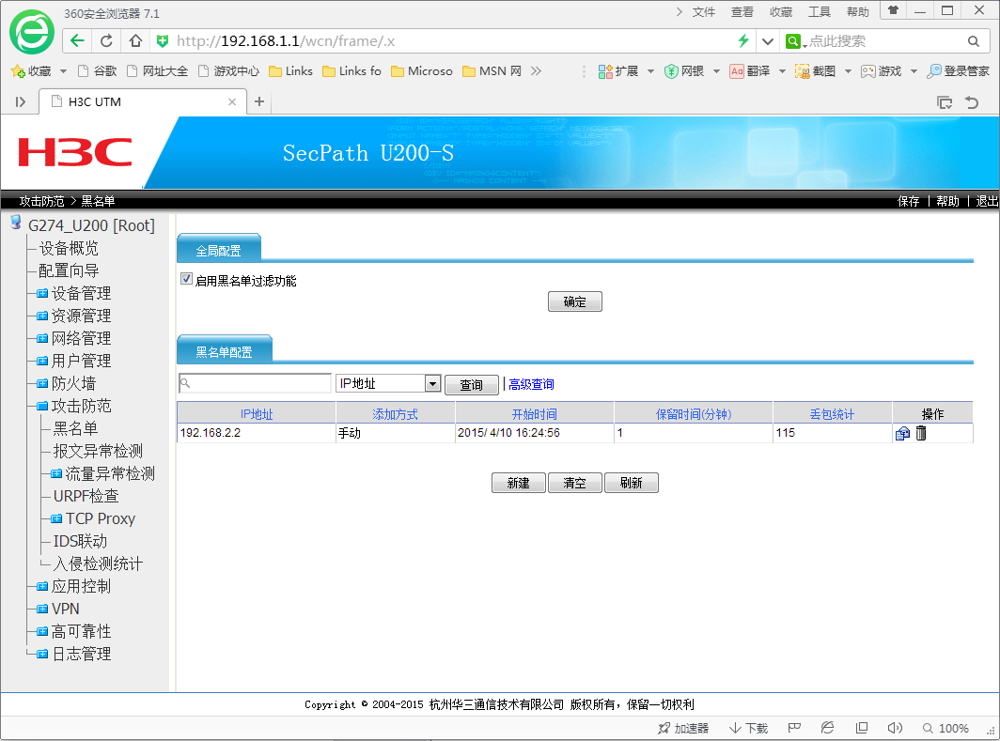 360安全浏览器 7.1
文件 查看 收藏 工具 帮助
http://192.168.1.1/wcn/frame/.x
点此搜索
收藏 谷歌 网址大全 游戏中心 Links Links fo Microso MSN 网
扩展 网银 Aa 翻译 截图 游戏 登录管家
H3C UTM
H3C
SecPath U200-S
攻击防范 > 黑名单
保存 | 帮助 | 退出
G274_U200 [Root]
设备概览
配置向导
设备管理
资源管理
网络管理
用户管理
防火墙
攻击防范
黑名单
报文异常检测
流量异常检测
URPF检查
TCP Proxy
IDS联动
入侵检测统计
应用控制
VPN
高可靠性
日志管理
全局配置
启用黑名单过滤功能
确定
黑名单配置
IP地址 查询 | 高级查询
IP地址 添加方式 开始时间 保留时间(分钟) 丢包统计 操作
192.168.2.2 手动 2015/ 4/10 16:24:56 1 115
新建 清空 刷新
Copyright © 2004-2015 杭州华三通信技术有限公司 版权所有，保留一切权利
加速器 下载 100%